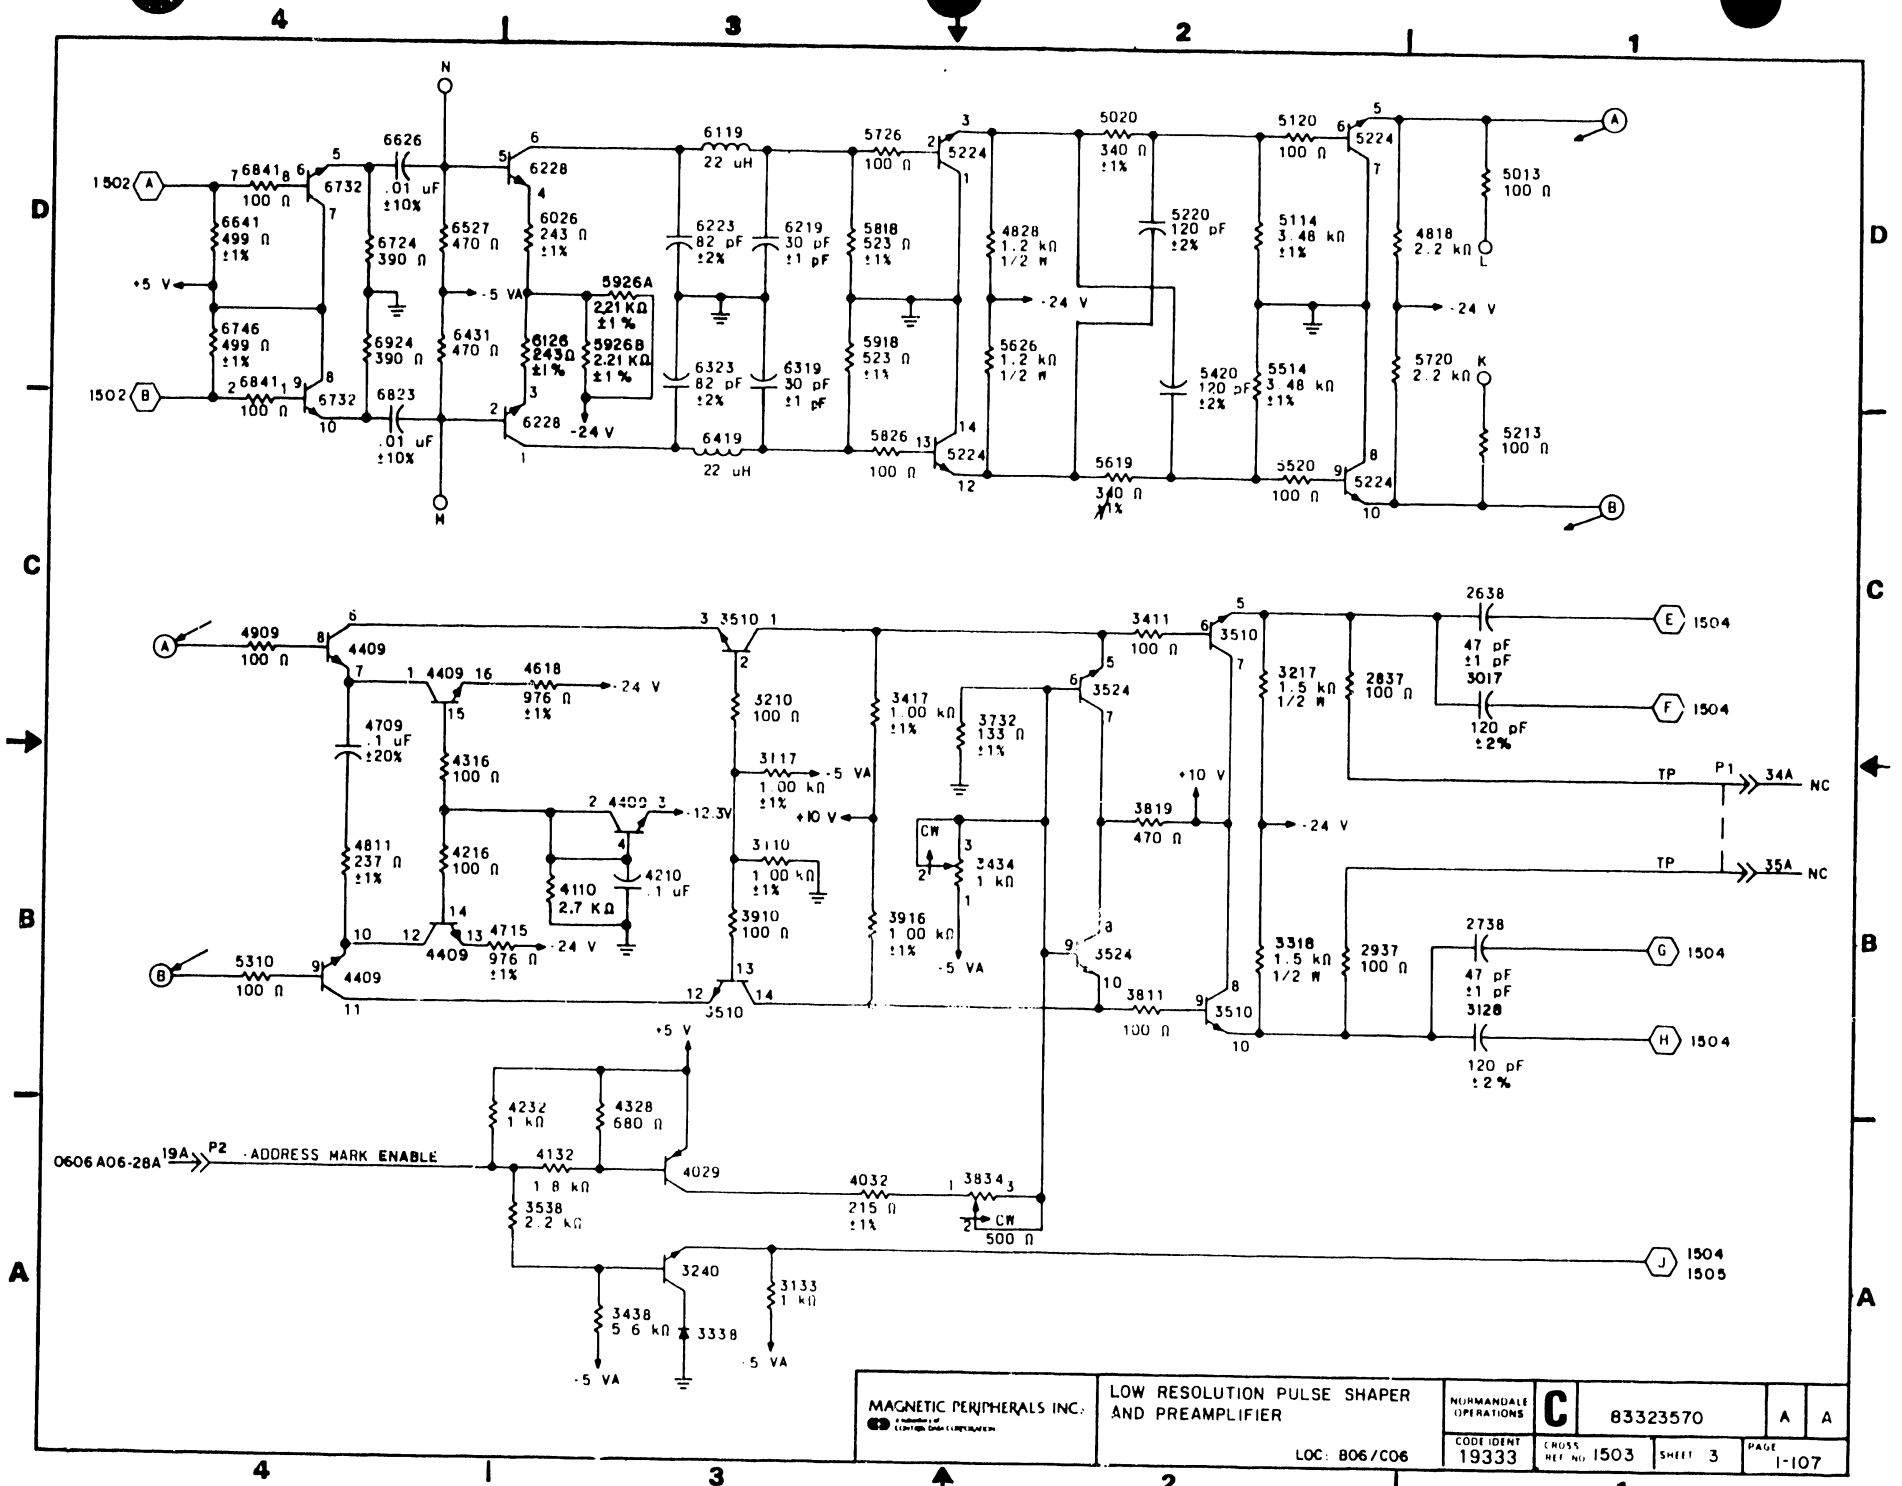 4
3
2
1
N
6626
.01 uF
±10%
5
6
7 6841 8
100 Ω
6
6732
7
1502 A
6641
499 Ω
±1%
+5 V
6746
499 Ω
±1%
6724
390 Ω
6924
390 Ω
6527
470 Ω
-5 VA
6431
470 Ω
5
6228
4
6026
243 Ω
±1%
5926A
2.21 KΩ
±1%
6126
243Ω
±1%
5926B
2.21 KΩ
±1%
-24 V
6119
22 uH
6223
82 pF
±2%
6219
30 pF
±1 pF
6323
82 pF
±2%
6319
30 pF
±1 pF
5818
523 Ω
±1%
5918
523 Ω
±1%
5726
100 Ω
3
2
5224
1
4828
1.2 kΩ
1/2 W
-24 V
5626
1.2 kΩ
1/2 W
5020
340 Ω
±1%
5220
120 pF
±2%
5420
120 pF
±2%
5120
100 Ω
5
6
5224
7
5114
3.48 kΩ
±1%
5514
3.48 kΩ
±1%
4818
2.2 kΩ
-24 V
5720
2.2 kΩ
5013
100 Ω
L
K
5213
100 Ω
A
D
D
1502 B
2 6841 1
100 Ω
9
8
6732
10
6823
.01 uF
±10%
M
3
2
6228
1
6419
22 uH
5826
100 Ω
13
14
5224
12
5619
340 Ω
±1%
5520
100 Ω
9
8
5224
10
B
C
C
A
4909
100 Ω
6
8
4409
7
1 4409 16
15
4618
976 Ω
±1%
-24 V
4709
.1 uF
±20%
4316
100 Ω
2 4409 3
4
-12.3V
4811
237 Ω
±1%
4216
100 Ω
4110
2.7 KΩ
4210
.1 uF
14
12
13
4409
4715
976 Ω
±1%
-24 V
10
9
4409
11
B
5310
100 Ω
3 3510 1
2
3210
100 Ω
3117
1.00 kΩ
±1%
-5 VA
3110
1.00 kΩ
±1%
3910
100 Ω
13
12
14
3510
+10 V
3417
1.00 kΩ
±1%
3916
1.00 kΩ
±1%
3732
133 Ω
±1%
CW
2
3
3434
1 kΩ
1
-5 VA
5
6
3524
7
3819
470 Ω
+10 V
8
9
3524
10
3411
100 Ω
3811
100 Ω
5
6
3510
7
8
9
3510
10
3217
1.5 kΩ
1/2 W
-24 V
3318
1.5 kΩ
1/2 W
2837
100 Ω
2937
100 Ω
2638
47 pF
±1 pF
E 1504
3017
120 pF
±2%
F 1504
TP P1 34A NC
TP 35A NC
2738
47 pF
±1 pF
G 1504
3128
120 pF
±2%
H 1504
B
B
+5 V
4232
1 kΩ
4328
680 Ω
0606A06-28A 19A P2 -ADDRESS MARK ENABLE
4132
1.8 kΩ
4029
3538
2.2 kΩ
4032
215 Ω
±1%
1 3834 3
2
CW
500 Ω
3240
3438
5.6 kΩ
-5 VA
3338
3133
1 kΩ
-5 VA
J 1504
1505
A
A
MAGNETIC PERIPHERALS INC.
a subsidiary of
CONTROL DATA CORPORATION
LOW RESOLUTION PULSE SHAPER
AND PREAMPLIFIER
LOC: B06/C06
NORMANDALE
OPERATIONS
C
83323570
A
A
CODE IDENT
19333
CROSS
REF NO 1503
SHEET 3
PAGE
1-107
4
3
2